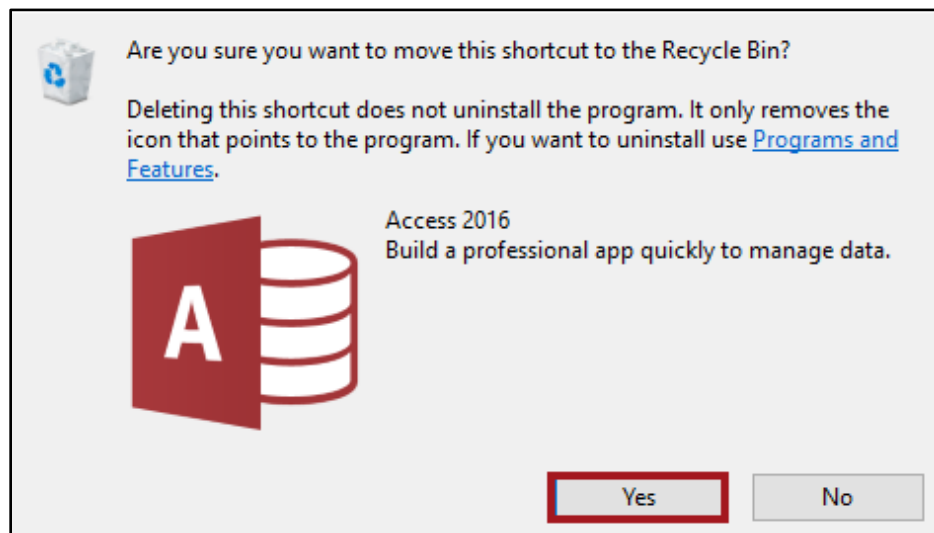 Are you sure you want to move this shortcut to the Recycle Bin?
Deleting this shortcut does not uninstall the program. It only removes the
icon that points to the program. If you want to uninstall use Programs and
Features.
Access 2016
Build a professional app quickly to manage data.
A
Yes
No